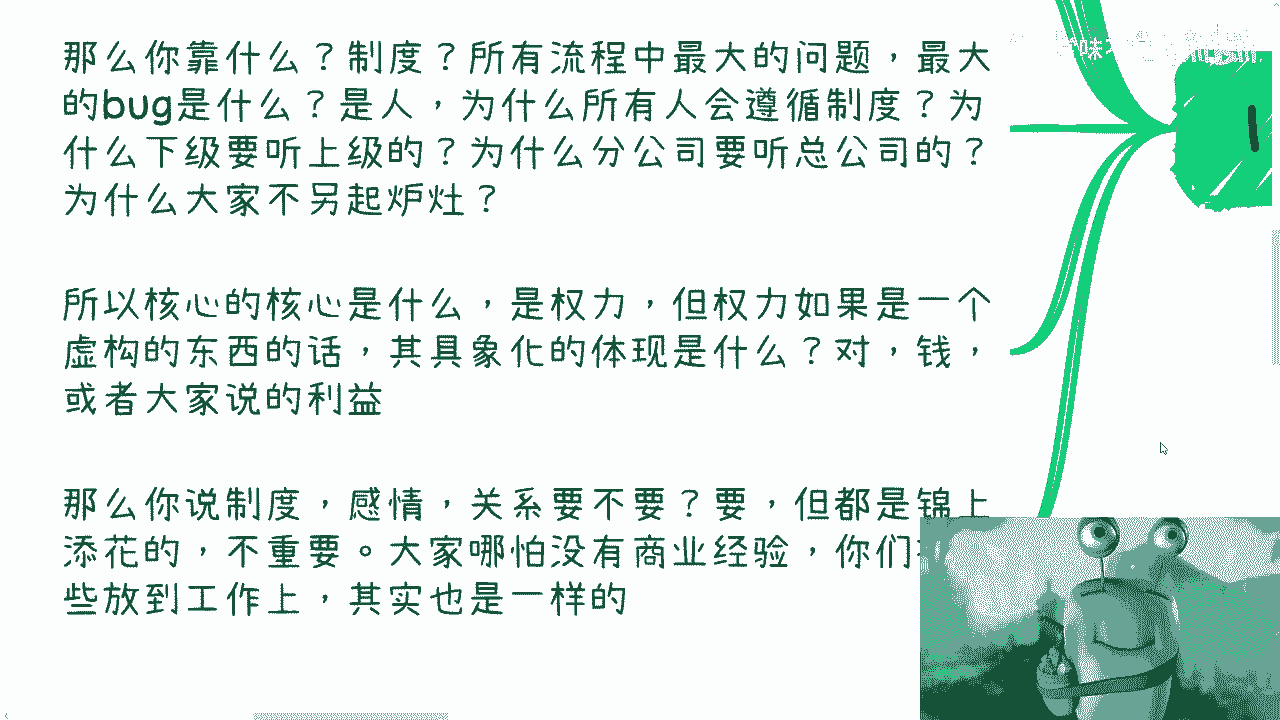 那么你靠什么？制度？所有流程中最大的问题，最大
的bug是什么？是人，为什么所有人会遵循制度？为
什么下级要听上级的？为什么分公司要听总公司的？
为什么大家不另起炉灶？
所以核心的核心是什么，是权力，但权力如果是一个
虚构的东西的话，其具象化的体现是什么？对，钱，
或者大家说的利益
那么你说制度，感情，关系要不要？要，但都是锦上
添花的，不重要。大家哪怕没有商业经验，你们
些放到工作上，其实也是一样的